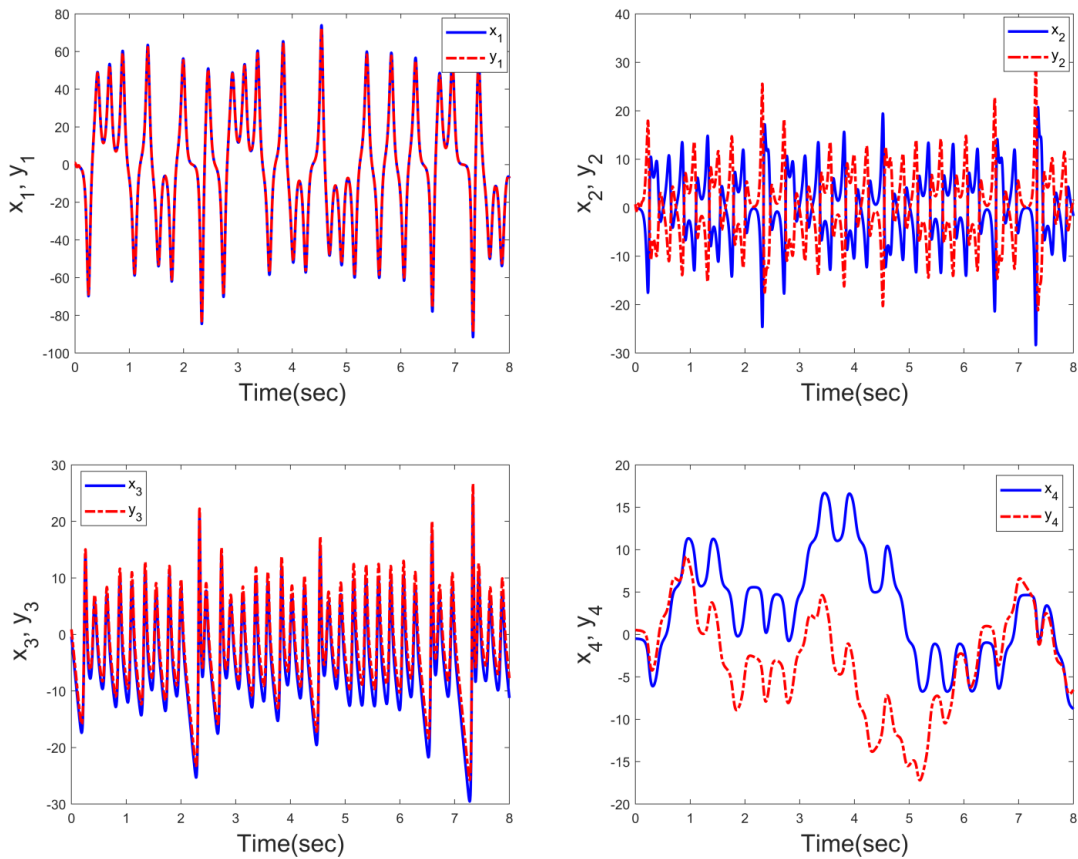 80
60
40
20
0
-20
-40
-60
-80
-100
0 1 2 3 4 5 6 7 8
x₁, y₁
Time(sec)
x₁
y₁
40
30
20
10
0
-10
-20
-30
0 1 2 3 4 5 6 7 8
x₂, y₂
Time(sec)
x₂
y₂
30
20
10
0
-10
-20
-30
0 1 2 3 4 5 6 7 8
x₃, y₃
Time(sec)
x₃
y₃
20
15
10
5
0
-5
-10
-15
-20
0 1 2 3 4 5 6 7 8
x₄, y₄
Time(sec)
x₄
y₄